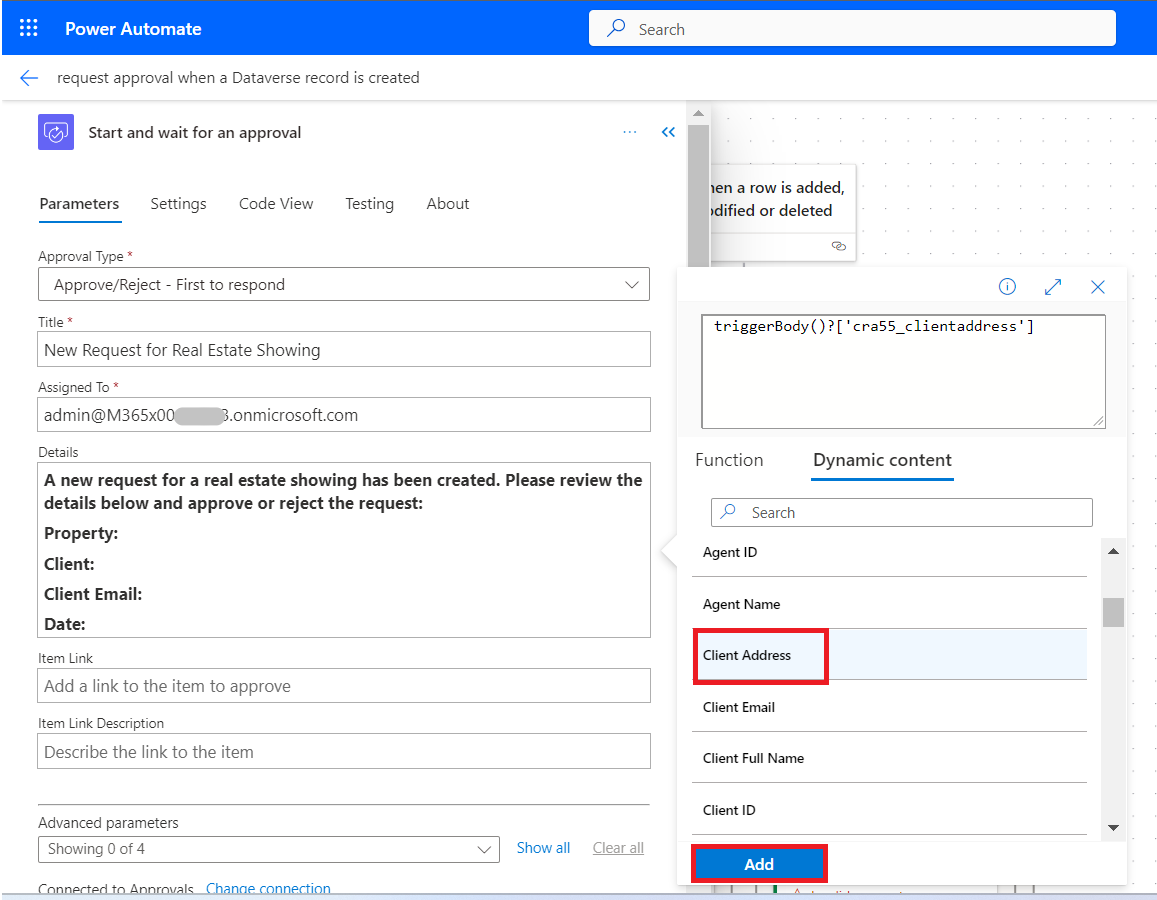 Power Automate
Search
request approval when a Dataverse record is created
Start and wait for an approval
Parameters
Settings
Code View
Testing
About
Approval Type *
Approve/Reject - First to respond
Title *
New Request for Real Estate Showing
Assigned To *
admin@M365x00 3.onmicrosoft.com
Details
A new request for a real estate showing has been created. Please review the
details below and approve or reject the request:
Property:
Client:
Client Email:
Date:
Item Link
Add a link to the item to approve
Item Link Description
Describe the link to the item
Advanced parameters
Showing 0 of 4
Show all
Clear all
Connected to Approvals.
Change connection
hen a row is added,
odified or deleted
triggerBody()?['cra55_clientaddress']
Function
Dynamic content
Search
Agent ID
Agent Name
Client Address
Client Email
Client Full Name
Client ID
Add